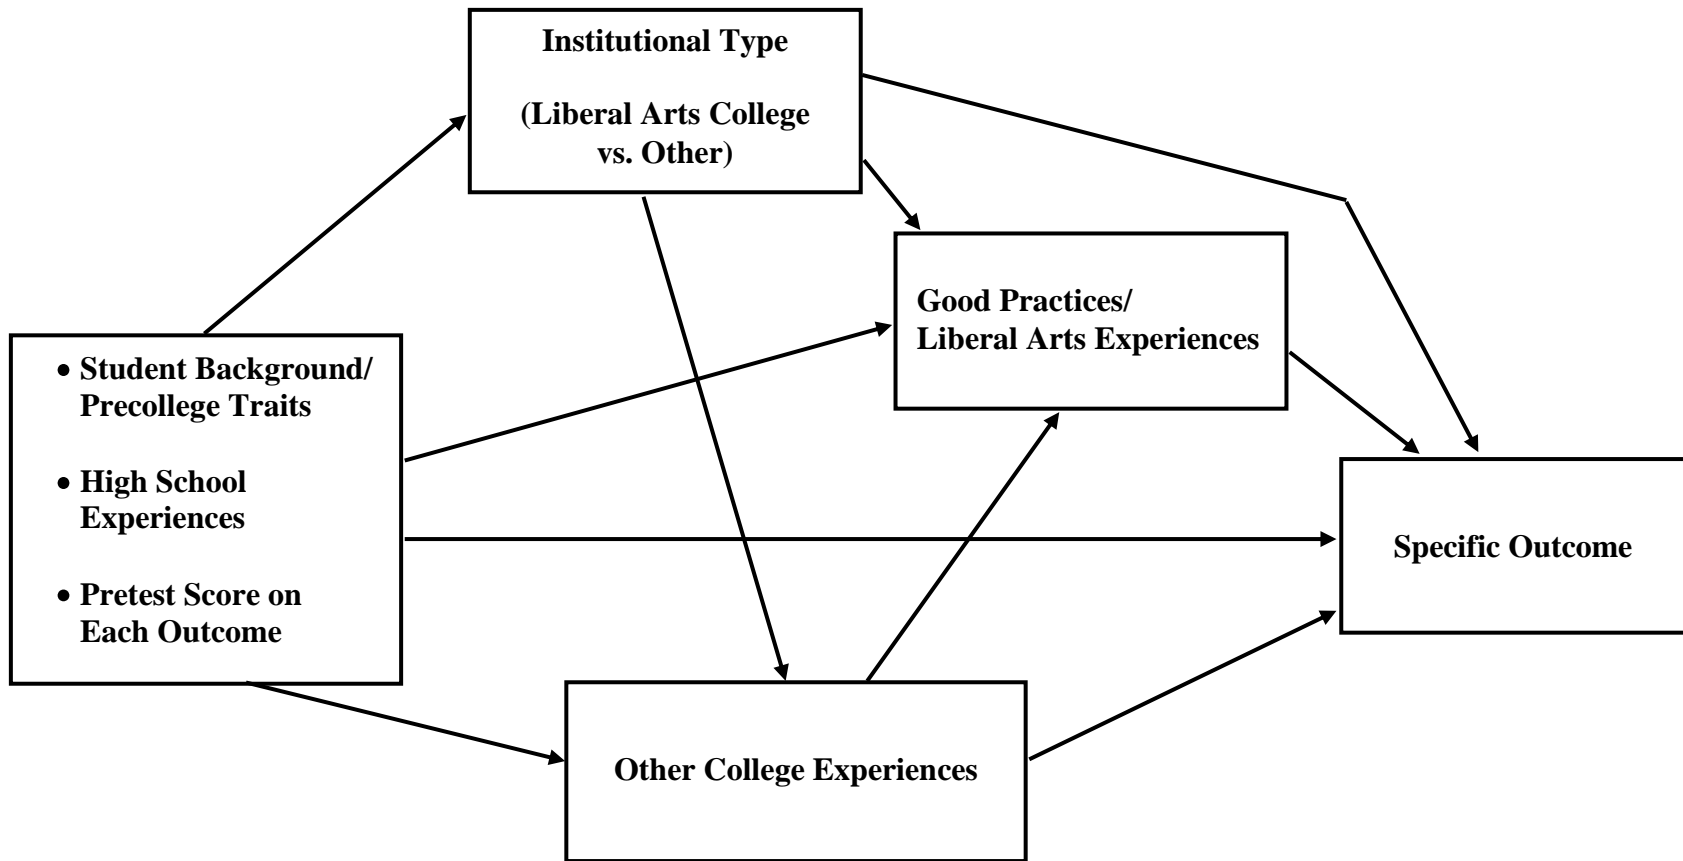 Institutional Type
(Liberal Arts College
vs. Other)
Good Practices/
Liberal Arts Experiences
• Student Background/
Precollege Traits
• High School
Experiences
• Pretest Score on
Each Outcome
Specific Outcome
Other College Experiences